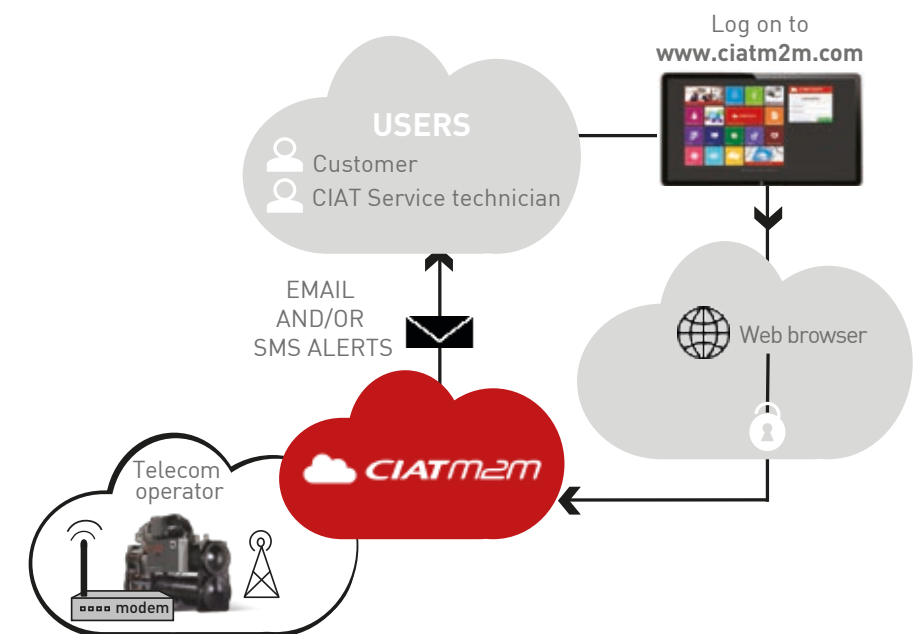 Log on to
www.ciatm2m.com
USERS
Customer
CIAT Service technician
EMAIL
AND/OR
SMS ALERTS
Web browser
CIATm2m
Telecom
operator
modem